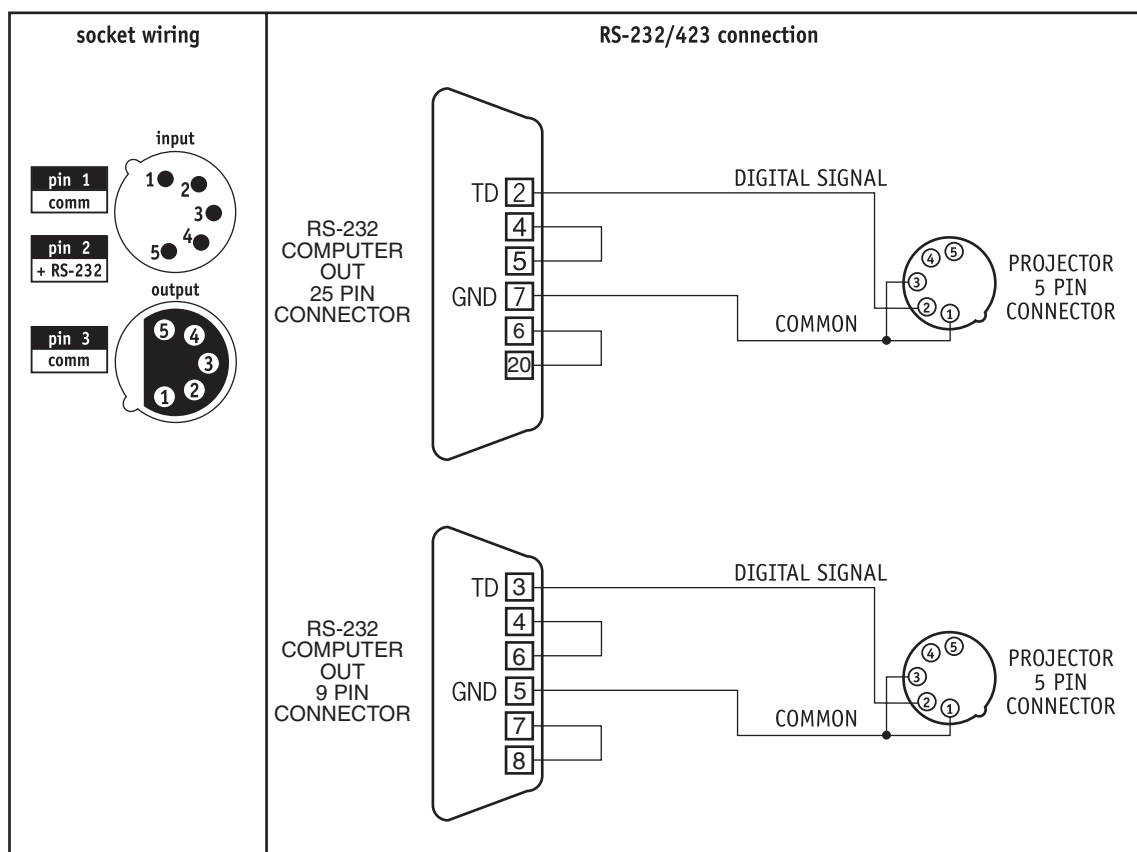 socket wiring
input
pin 1
comm
1
2
3
4
5
pin 2
+ RS-232
output
pin 3
comm
5
4
3
2
1
RS-232/423 connection
RS-232
COMPUTER
OUT
25 PIN
CONNECTOR
TD 2
4
5
GND 7
6
20
DIGITAL SIGNAL
COMMON
4
5
3
2
1
PROJECTOR
5 PIN
CONNECTOR
RS-232
COMPUTER
OUT
9 PIN
CONNECTOR
TD 3
4
6
GND 5
7
8
DIGITAL SIGNAL
COMMON
4
5
3
2
1
PROJECTOR
5 PIN
CONNECTOR